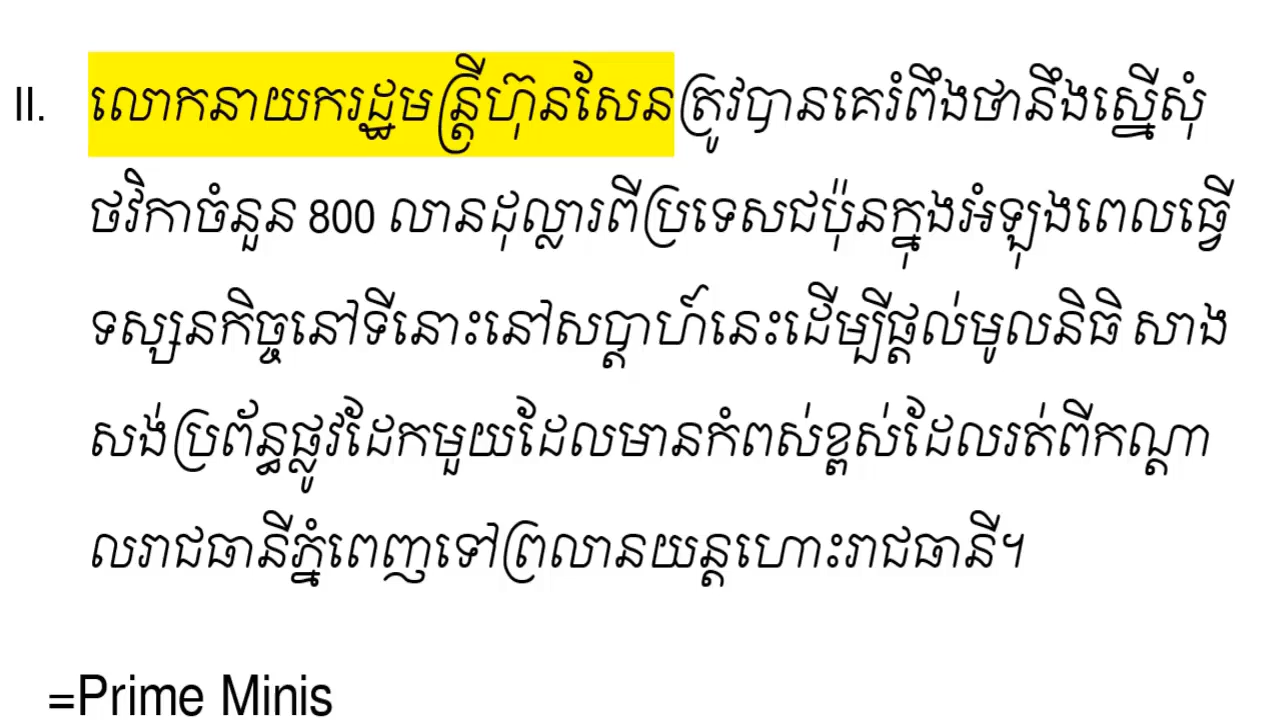 II. លោកនាយករដ្ឋមន្ត្រីហ៊ុនសែនត្រូវបានគេរំពឹងថានឹងស្នើសុំ
ថវិកាចំនួន 800 លានដុល្លារពីប្រទេសជប៉ុនក្នុងអំឡុងពេលធ្វើ
ទស្សនកិច្ចនៅទីនោះនៅសប្តាហ៍នេះដើម្បីផ្តល់មូលនិធិ សាង
សង់ប្រព័ន្ធផ្លូវដែកមួយដែលមានកំពស់ខ្ពស់ដែលរត់ពីកណ្តា
លរាជធានីភ្នំពេញទៅព្រលានយន្តហោះរាជធានី។
=Prime Minis